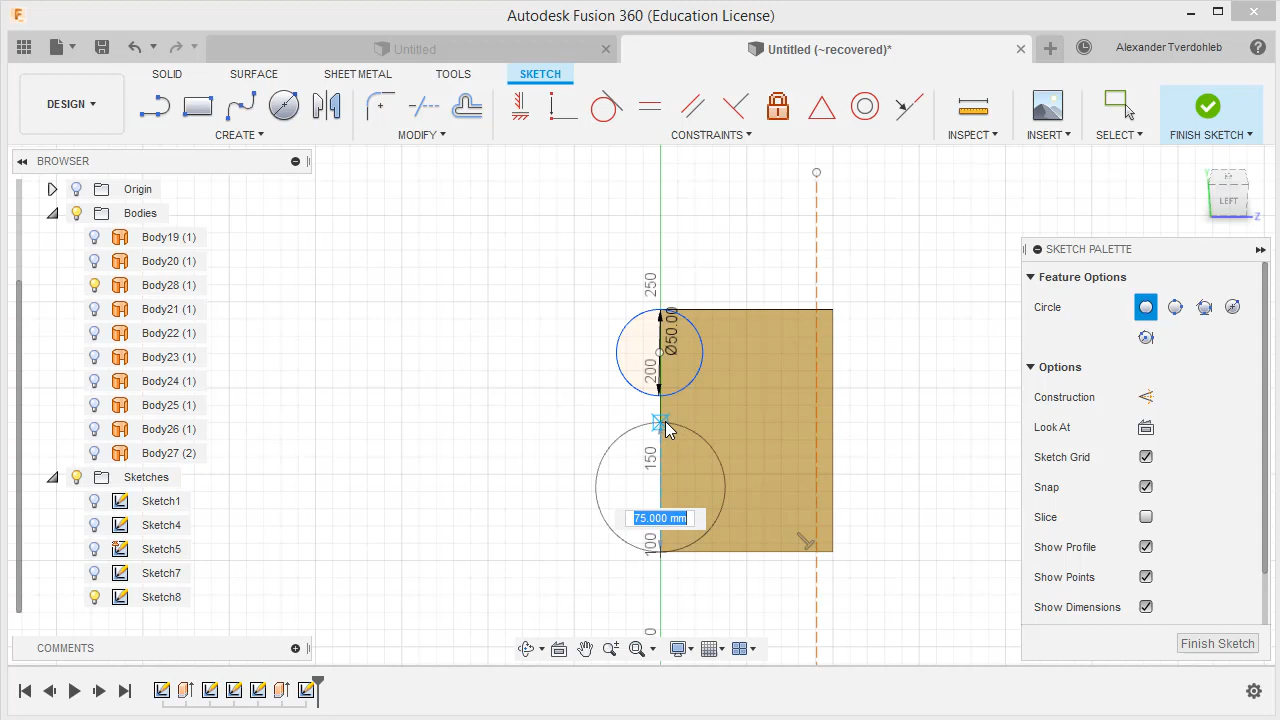 Autodesk Fusion 360 (Education License)
Untitled
Untitled (~recovered)*
Alexander Tverdohleb
DESIGN
SOLID
SURFACE
SHEET METAL
TOOLS
SKETCH
CREATE
MODIFY
CONSTRAINTS
INSPECT
INSERT
SELECT
FINISH SKETCH
BROWSER
Origin
Bodies
Body19 (1)
Body20 (1)
Body28 (1)
Body21 (1)
Body22 (1)
Body23 (1)
Body24 (1)
Body25 (1)
Body26 (1)
Body27 (2)
Sketches
Sketch1
Sketch4
Sketch5
Sketch7
Sketch8
COMMENTS
250
Ø50.00
200
150
75.000 mm
100
0
LEFT
Y
Z
SKETCH PALETTE
Feature Options
Circle
Options
Construction
Look At
Sketch Grid
Snap
Slice
Show Profile
Show Points
Show Dimensions
Finish Sketch